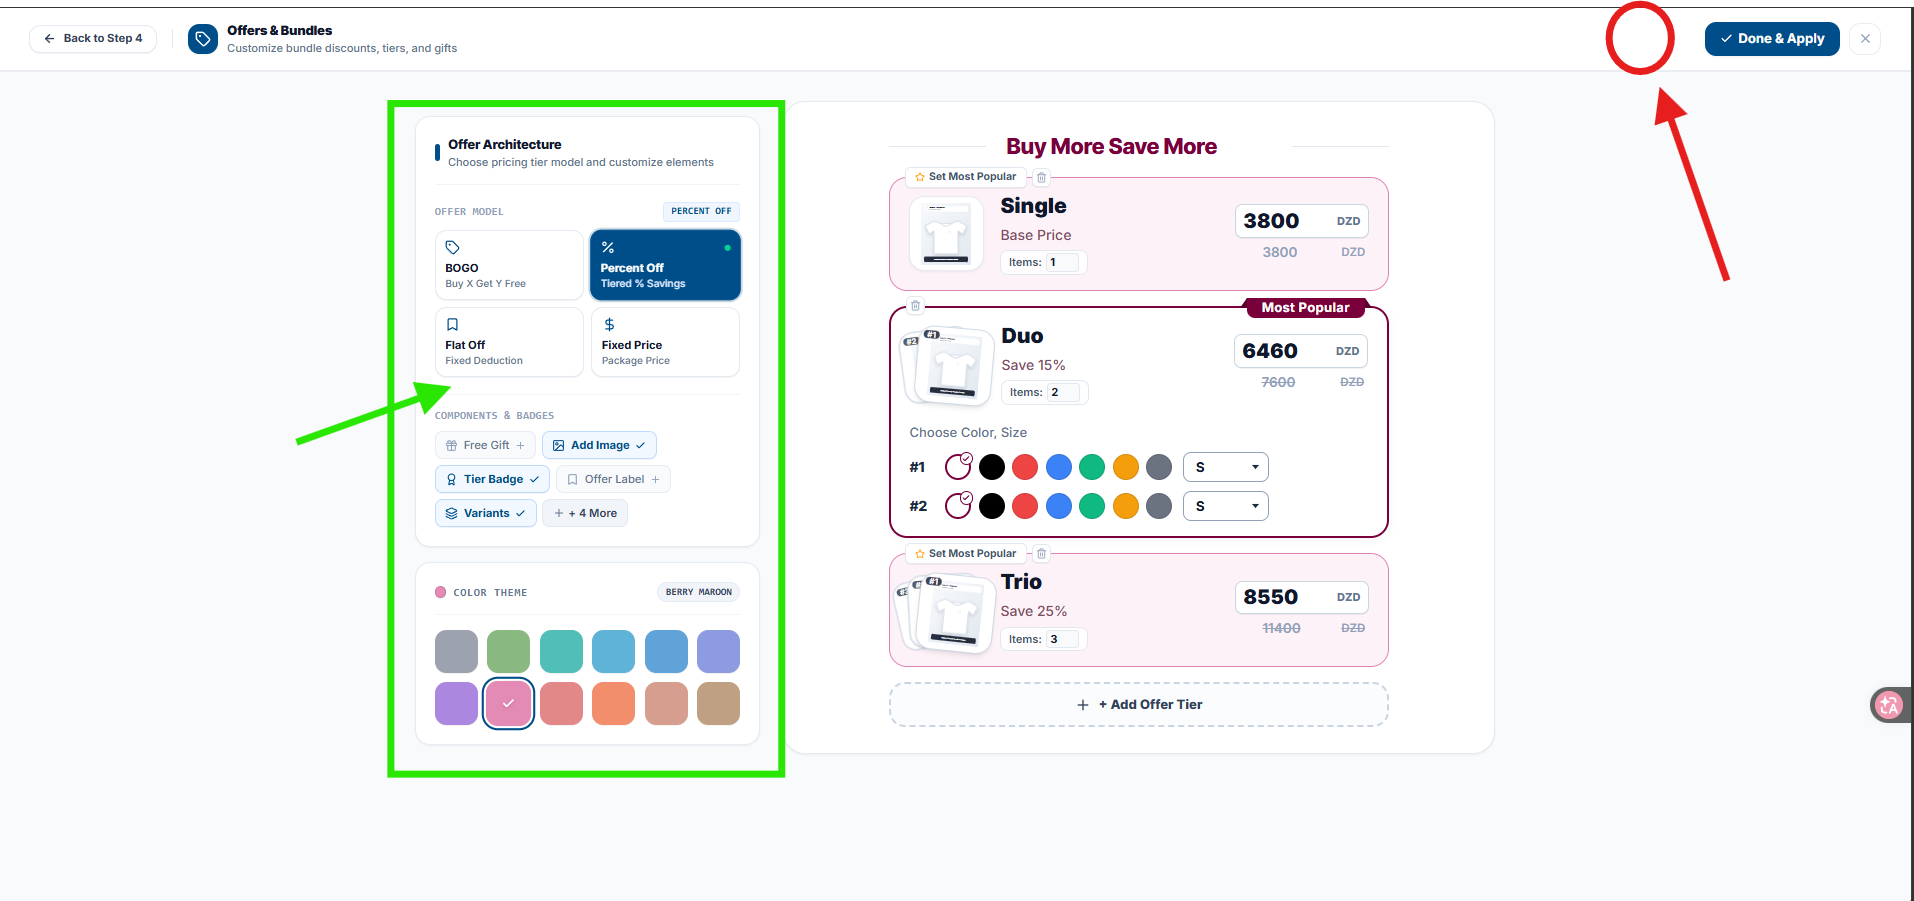 Back to Step 4
Offers & Bundles
Customize bundle discounts, tiers, and gifts
Done & Apply
Offer Architecture
Choose pricing tier model and customize elements
OFFER MODEL
PERCENT OFF
BOGO
Buy X Get Y Free
Percent Off
Tiered % Savings
Flat Off
Fixed Deduction
Fixed Price
Package Price
COMPONENTS & BADGES
Free Gift +
Add Image
Tier Badge
Offer Label +
Variants
+ + 4 More
COLOR THEME
BERRY MAROON
Buy More Save More
Set Most Popular
Single
Base Price
Items: 1
3800 DZD
3800 DZD
Most Popular
#2
#1
Duo
Save 15%
Items: 2
6460 DZD
7600 DZD
Choose Color, Size
#1
S
#2
S
Set Most Popular
#1
Trio
Save 25%
Items: 3
8550 DZD
11400 DZD
+ + Add Offer Tier